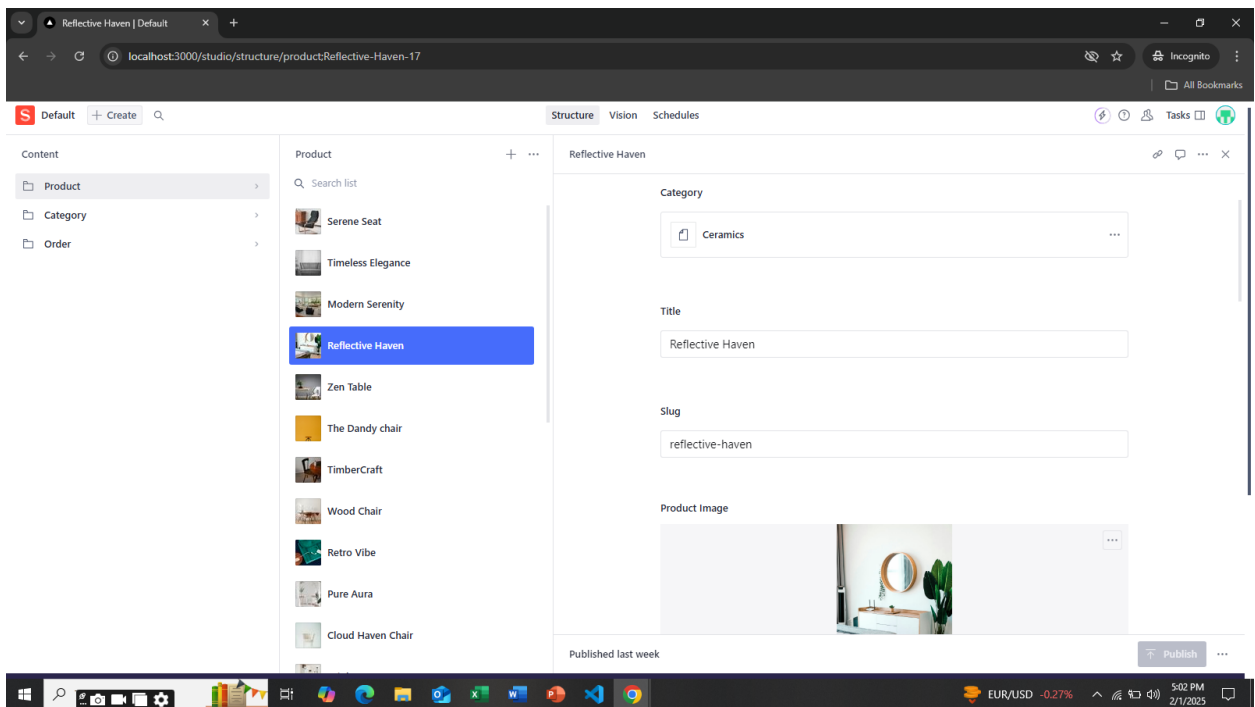 Reflective Haven | Default
localhost:3000/studio/structure/product;Reflective-Haven-17
Incognito
All Bookmarks
S Default + Create
Structure Vision Schedules
Tasks
Content
Product
Category
Order
Product
Search list
Serene Seat
Timeless Elegance
Modern Serenity
Reflective Haven
Zen Table
The Dandy chair
TimberCraft
Wood Chair
Retro Vibe
Pure Aura
Cloud Haven Chair
Reflective Haven
Category
Ceramics
Title
Reflective Haven
Slug
reflective-haven
Product Image
Published last week
Publish
EUR/USD -0.27%
5:02 PM
2/1/2025